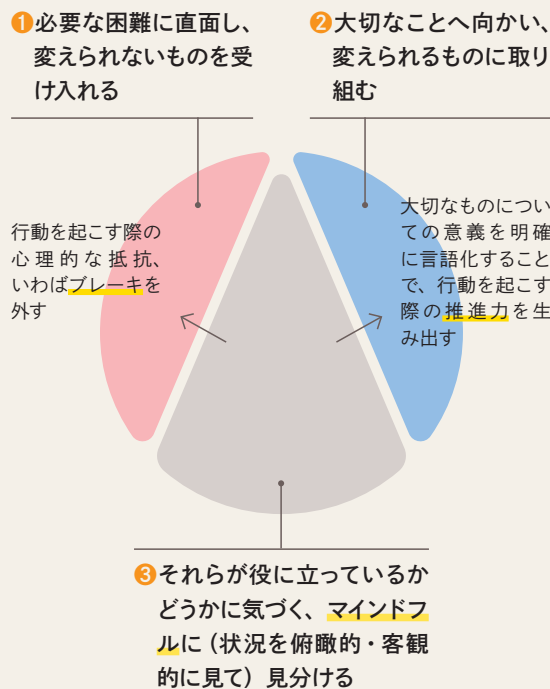 ❶必要な困難に直面し、
変えられないものを受
け入れる
❷大切なことへ向かい、
変えられるものに取り
組む
行動を起こす際の
心理的な抵抗、
いわばブレーキを
外す
大切なものについ
ての意義を明確
に言語化すること
で、行動を起こす
際の推進力を生
み出す
❸それらが役に立っているか
どうかに気づく、マインドフ
ルに（状況を俯瞰的・客観
的に見て）見分ける